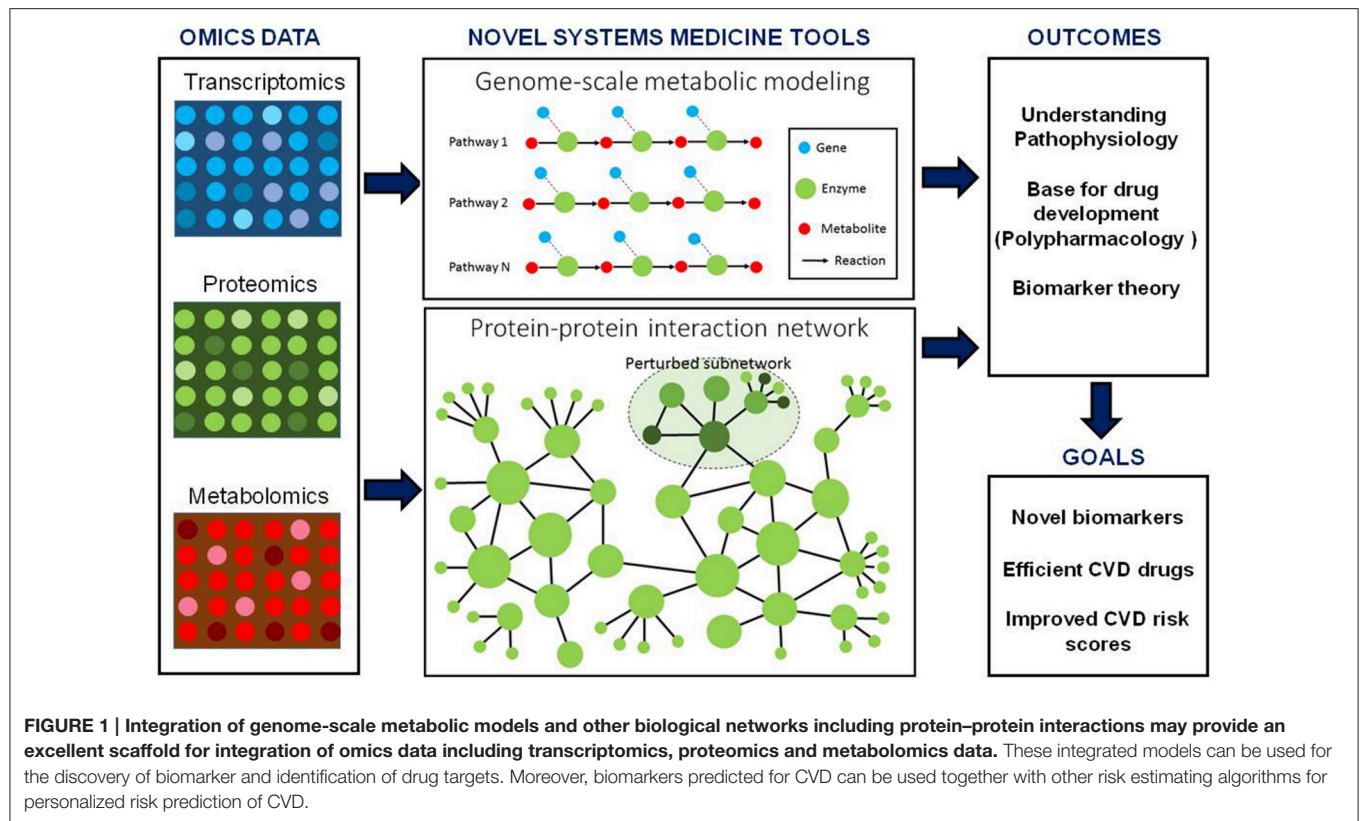 OMICS DATA
Transcriptomics
Proteomics
Metabolomics
NOVEL SYSTEMS MEDICINE TOOLS
Genome-scale metabolic modeling
Pathway 1
Pathway 2
Pathway N
Gene
Enzyme
Metabolite
Reaction
Protein-protein interaction network
Perturbed subnetwork
OUTCOMES
Understanding
Pathophysiology
Base for drug
development
(Polypharmacology )
Biomarker theory
GOALS
Novel biomarkers
Efficient CVD drugs
Improved CVD risk
scores
FIGURE 1 | Integration of genome-scale metabolic models and other biological networks including protein–protein interactions may provide an
excellent scaffold for integration of omics data including transcriptomics, proteomics and metabolomics data. These integrated models can be used for
the discovery of biomarker and identification of drug targets. Moreover, biomarkers predicted for CVD can be used together with other risk estimating algorithms for
personalized risk prediction of CVD.